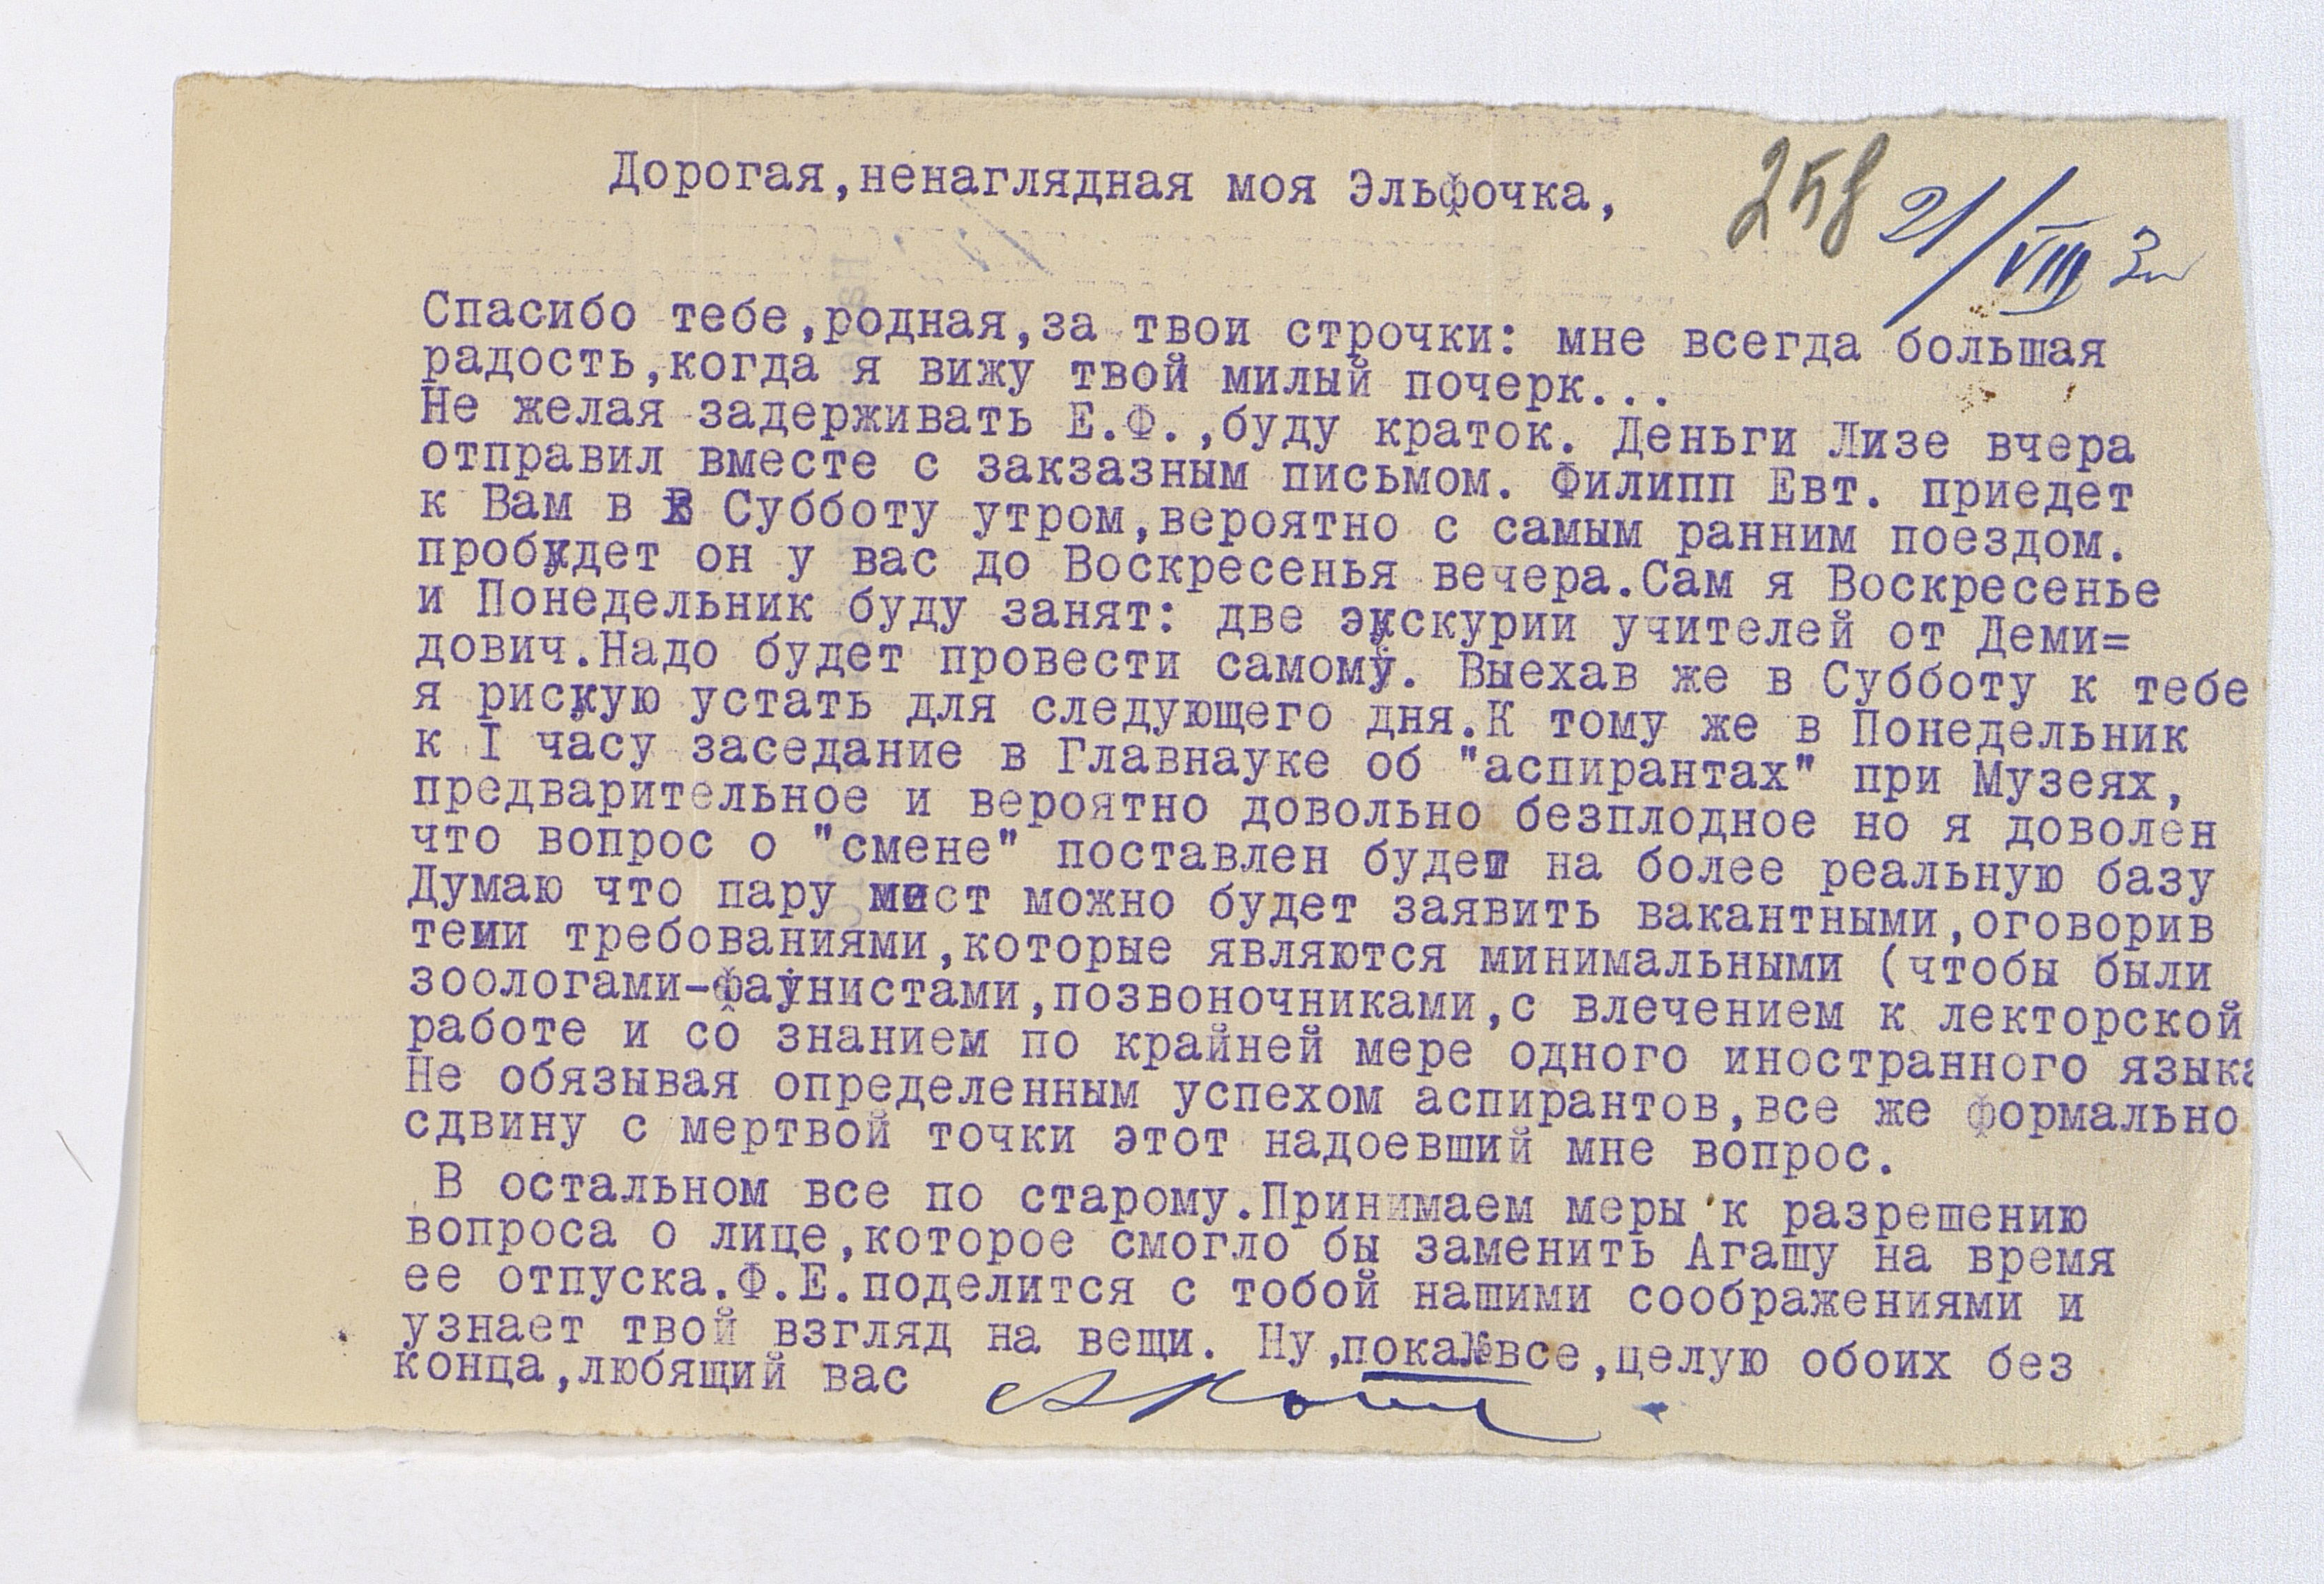 Дорогая,ненаглядная моя Эльфочка,
258 21/VIII
Спасибо тебе,родная,за твои строчки: мне всегда большая
радость,когда я вижу твой милый почерк...
Не желая задерживать Е.Ф.,буду краток. Деньги Лизе вчера
отправил вместе с закзазным письмом. Филипп Евт. приедет
к Вам в В Субботу утром,вероятно с самым ранним поездом.
пробудет он у вас до Воскресенья вечера.Сам я Воскресенье
и Понедельник буду занят: две экскурии учителей от Деми=
дович.Надо будет провести самому. Выехав же в Субботу к тебе
я рискую устать для следующего дня.К тому же в Понедельник
к I часу заседание в Главнауке об "аспирантах" при Музеях,
предварительное и вероятно довольно безплодное но я доволен
что вопрос о "смене" поставлен будет на более реальную базу
Думаю что пару мест можно будет заявить вакантными,оговорив
теми требованиями,которые являются минимальными (чтобы были
зоологами-фаунистами,позвоночниками,с влечением к лекторской
работе и со знанием по крайней мере одного иностранного языка
Не обязывая определенным успехом аспирантов,все же формально
сдвину с мертвой точки этот надоевший мне вопрос.
В остальном все по старому.Принимаем меры к разрешению
вопроса о лице,которое смогло бы заменить Агашу на время
ее отпуска.Ф.Е.поделится с тобой нашими соображениями и
узнает твой взгляд на вещи. Ну,пока все,целую обоих без
конца,любящий вас